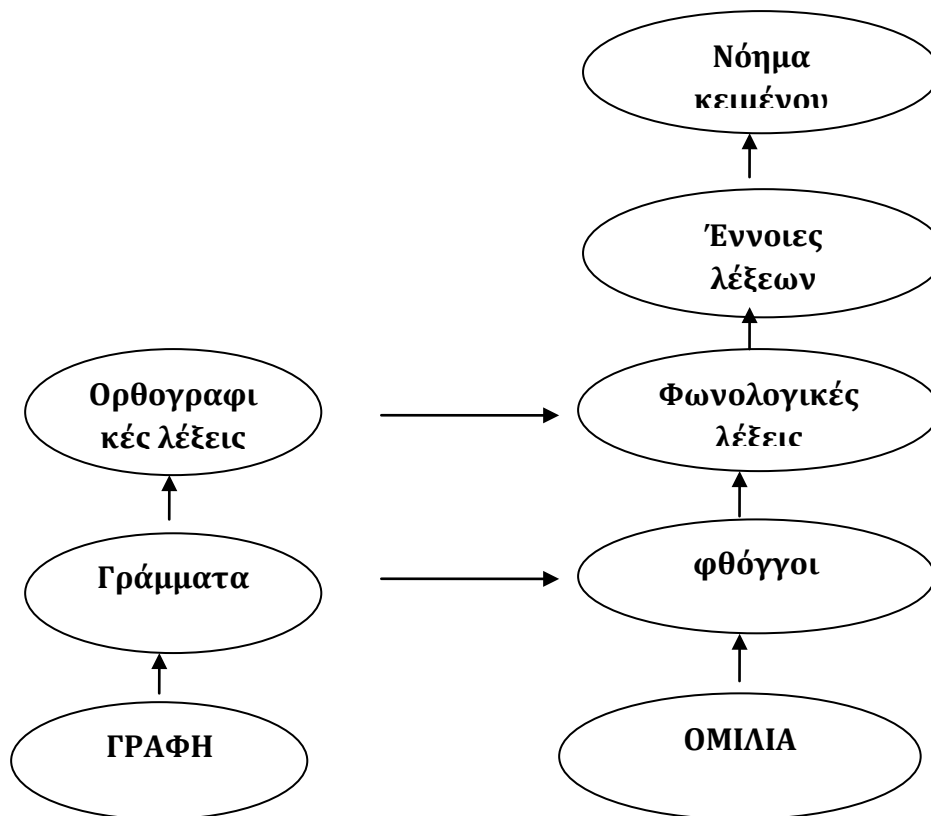 Νόημα
κειμένου
Έννοιες
λέξεων
Ορθογραφι
κές λέξεις
Φωνολογικές
λέξεις
Γράμματα
φθόγγοι
ΓΡΑΦΗ
ΟΜΙΛΙΑ